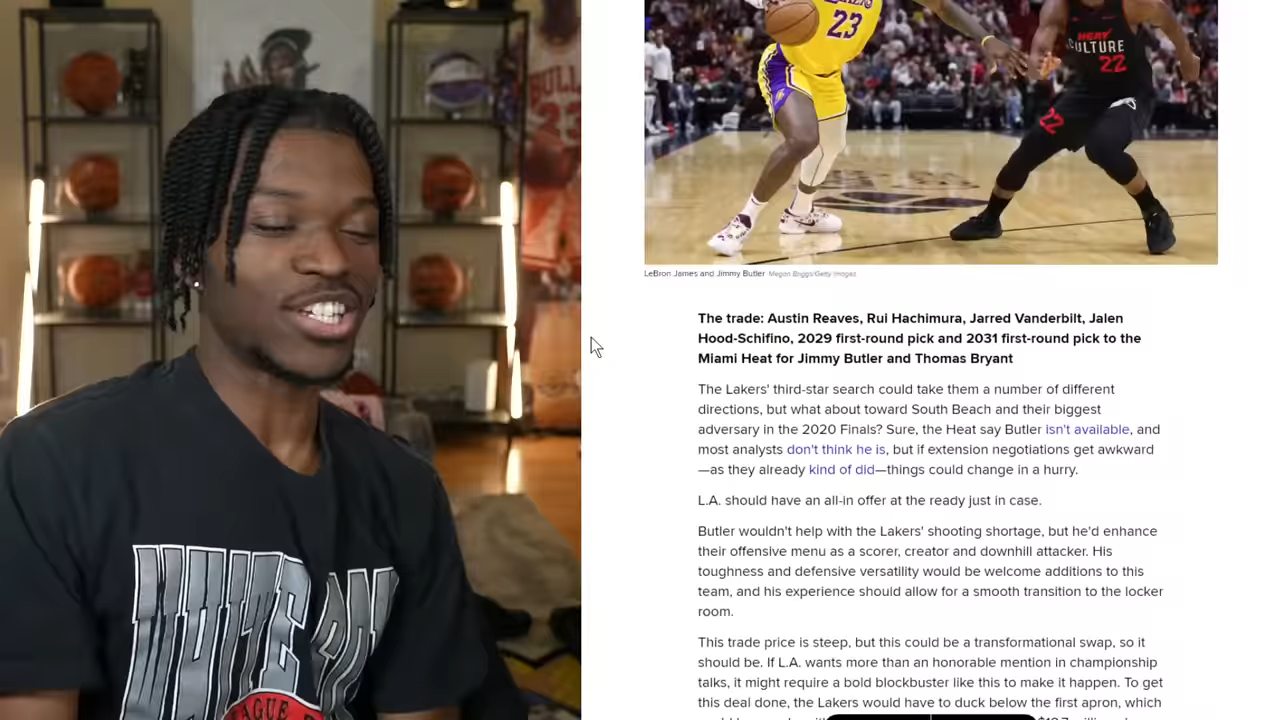 BULLS
23
23
HEAT
CULTURE
22
22
LeBron James and Jimmy Butler Megan Briggs/Getty Images
The trade: Austin Reaves, Rui Hachimura, Jarred Vanderbilt, Jalen
Hood-Schifino, 2029 first-round pick and 2031 first-round pick to the
Miami Heat for Jimmy Butler and Thomas Bryant
The Lakers' third-star search could take them a number of different
directions, but what about toward South Beach and their biggest
adversary in the 2020 Finals? Sure, the Heat say Butler isn't available, and
most analysts don't think he is, but if extension negotiations get awkward
—as they already kind of did—things could change in a hurry.
L.A. should have an all-in offer at the ready just in case.
Butler wouldn't help with the Lakers' shooting shortage, but he'd enhance
their offensive menu as a scorer, creator and downhill attacker. His
toughness and defensive versatility would be welcome additions to this
team, and his experience should allow for a smooth transition to the locker
room.
This trade price is steep, but this could be a transformational swap, so it
should be. If L.A. wants more than an honorable mention in championship
talks, it might require a bold blockbuster like this to make it happen. To get
this deal done, the Lakers would have to duck below the first apron, which
WHITE